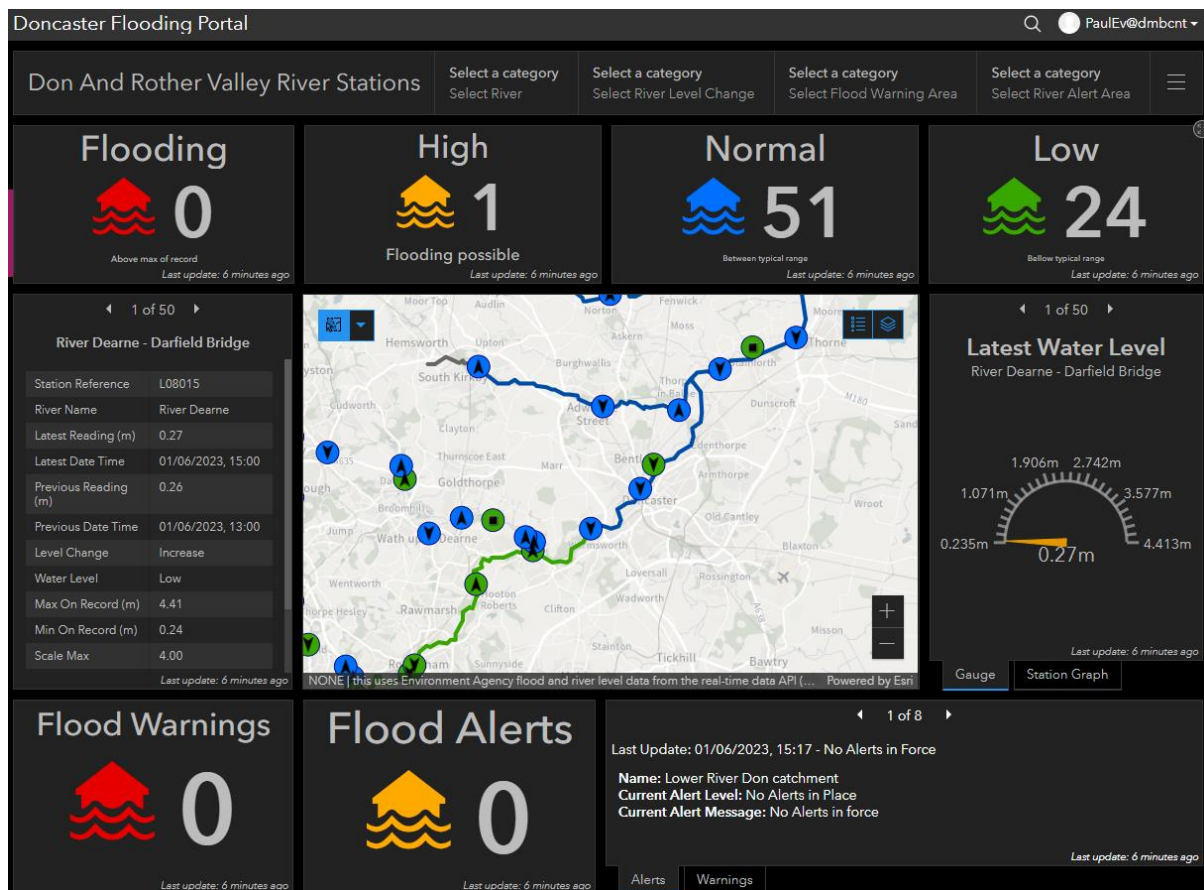 Doncaster Flooding Portal
PaulEv@dmbcnt
Don And Rother Valley River Stations
Select a category
Select River
Select a category
Select River Level Change
Select a category
Select Flood Warning Area
Select a category
Select River Alert Area
Flooding
0
Above max of record
Last update: 6 minutes ago
High
1
Flooding possible
Last update: 6 minutes ago
Normal
51
Between typical range
Last update: 6 minutes ago
Low
24
Bellow typical range
Last update: 6 minutes ago
1 of 50
River Dearne - Darfield Bridge
Station Reference L08015
River Name River Dearne
Latest Reading (m) 0.27
Latest Date Time 01/06/2023, 15:00
Previous Reading
(m) 0.26
Previous Date Time 01/06/2023, 13:00
Level Change Increase
Water Level Low
Max On Record (m) 4.41
Min On Record (m) 0.24
Scale Max 4.00
Last update: 6 minutes ago
Moor Top
Audlin
Norton
Fenwick
Hemsworth
Upton
Askern
Moss
Thorne
Burghwallis
South Kirkby
Cudworth
Street
Dunscroft
M180
Clayton
Thurnscoe East
Marr
Armthorpe
Goldthorpe
Wroot
Jump
Old Cantley
Blaxton
Wentworth
Loversall
Rossington
Wadworth
A638
Rawmarsh
Roberts
Clifton
Misson
Stainton
Sunnyside
Tickhill
Bawtry
NONE | this uses Environment Agency flood and river level data from the real-time data API (...
Powered by Esri
1 of 50
Latest Water Level
River Dearne - Darfield Bridge
1.906m 2.742m
1.071m 3.577m
0.235m 4.413m
0.27m
Last update: 6 minutes ago
Gauge
Station Graph
Flood Warnings
0
Last update: 6 minutes ago
Flood Alerts
0
Last update: 6 minutes ago
1 of 8
Last Update: 01/06/2023, 15:17 - No Alerts in Force
Name: Lower River Don catchment
Current Alert Level: No Alerts in Place
Current Alert Message: No Alerts in force
Last update: 6 minutes ago
Alerts
Warnings